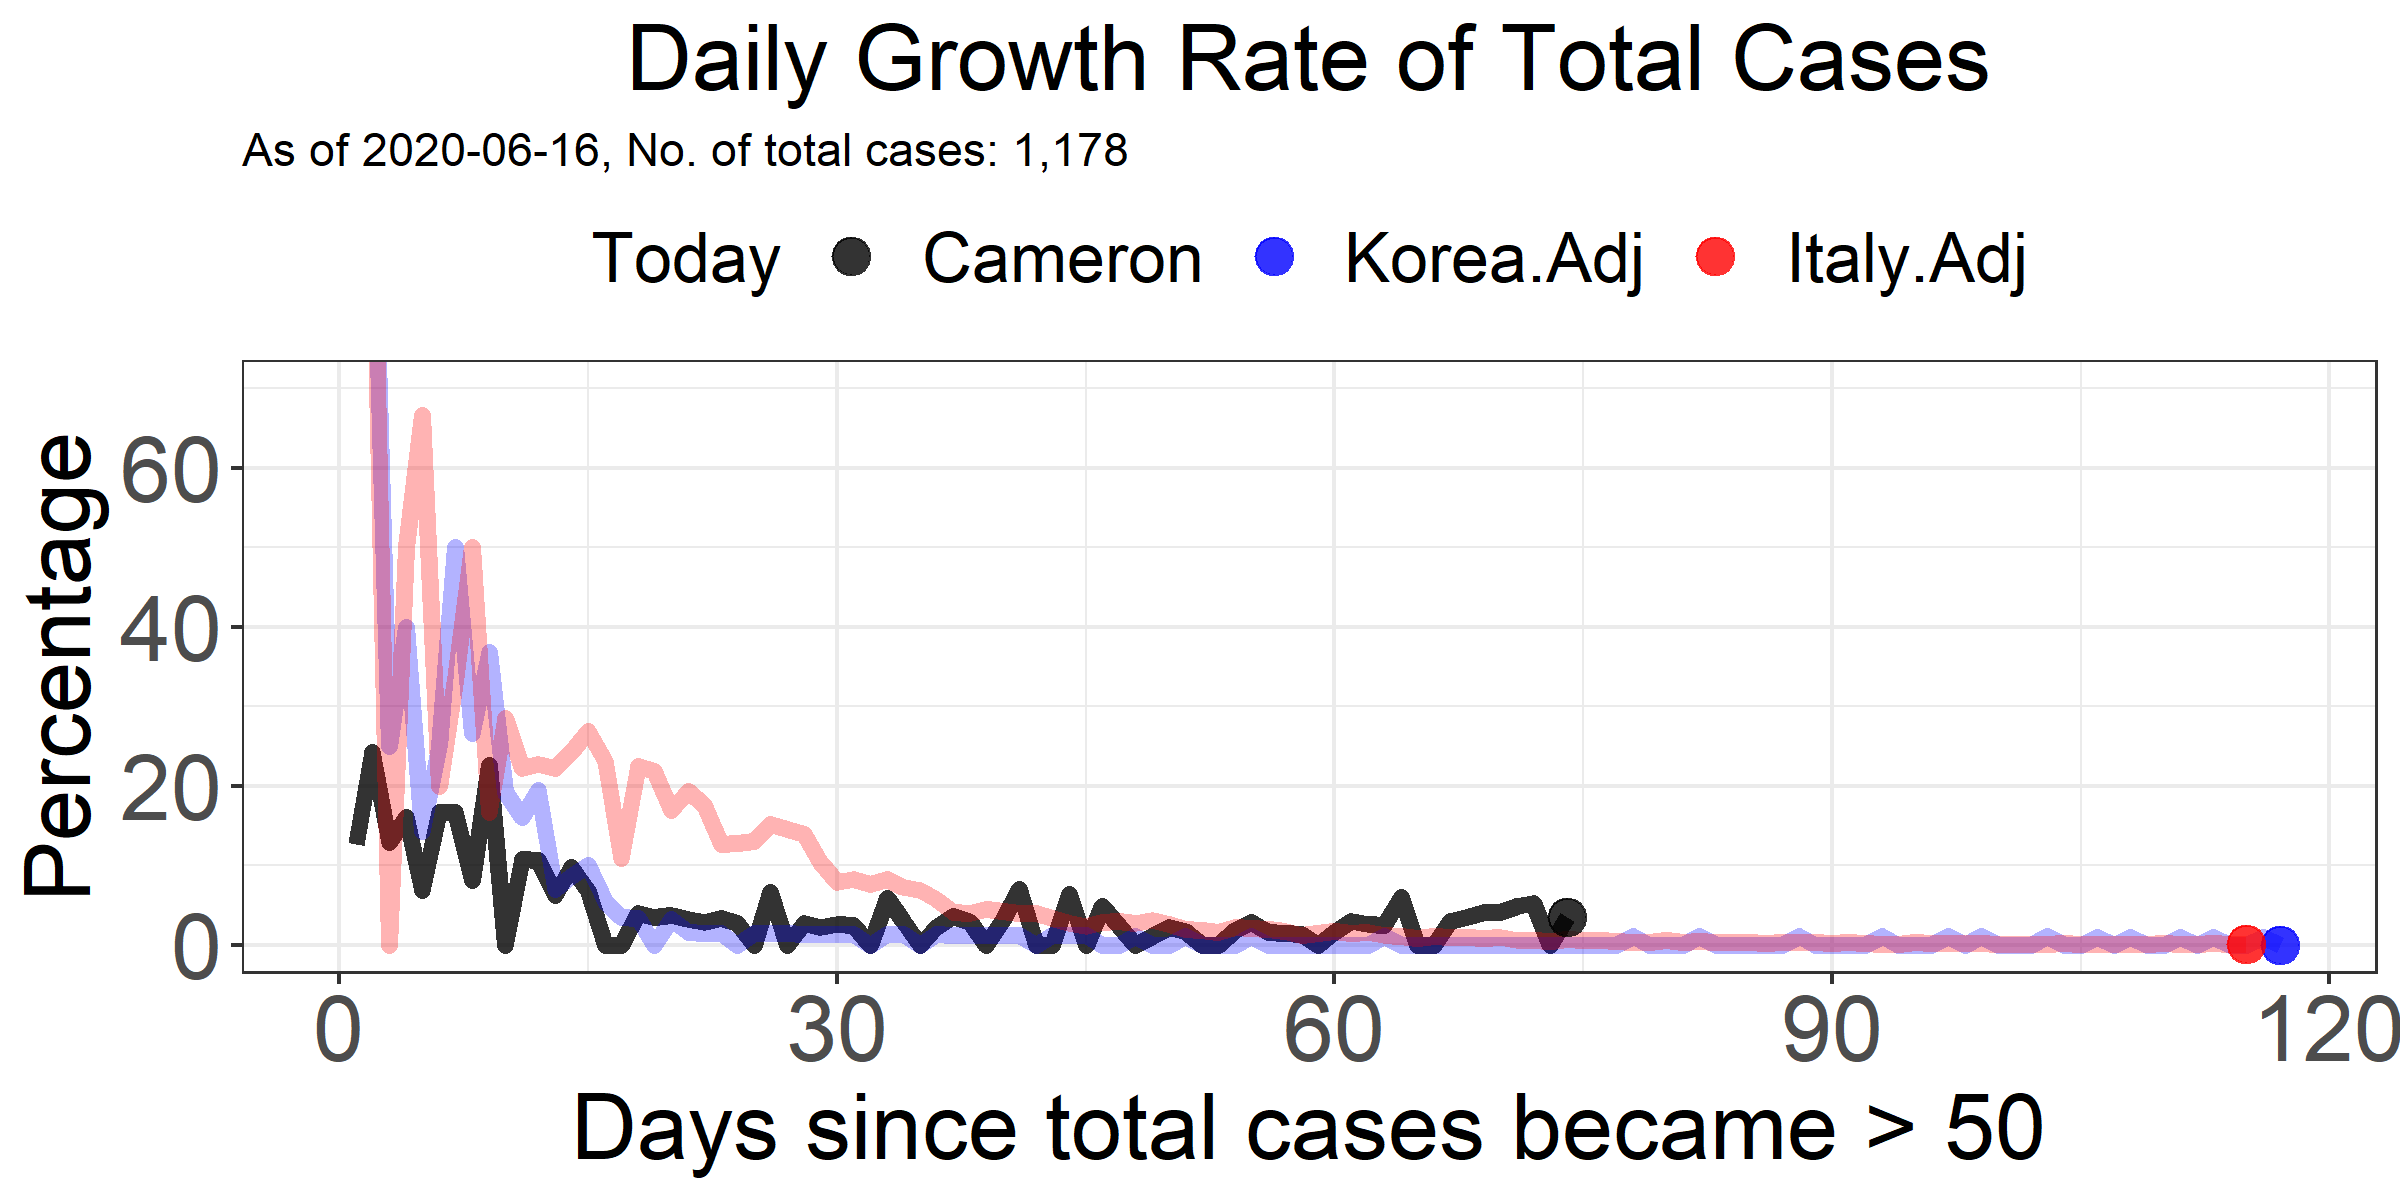 Daily Growth Rate of Total Cases
As of 2020-06-16, No. of total cases: 1,178
Today Cameron Korea.Adj Italy.Adj
Percentage
60
40
20
0
0 30 60 90 120
Days since total cases became > 50